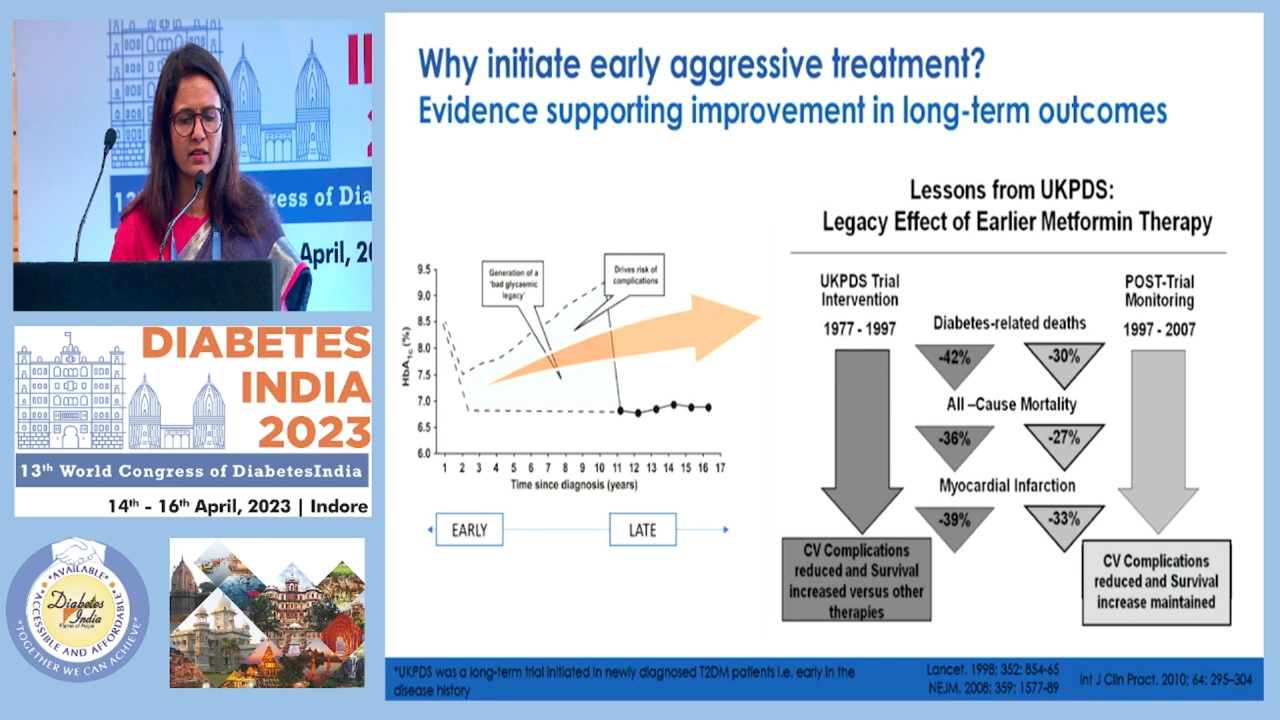 Why initiate early aggressive treatment?
Evidence supporting improvement in long-term outcomes
Lessons from UKPDS:
Legacy Effect of Earlier Metformin Therapy
9.5
9.0
8.5
8.0
7.5
7.0
6.5
6.0
HbA1c (%)
Generation of a
'bad glycaemic
legacy'
Drives risk of
complications
1 2 3 4 5 6 7 8 9 10 11 12 13 14 15 16 17
Time since diagnosis (years)
EARLY
LATE
UKPDS Trial
Intervention
1977 - 1997
POST-Trial
Monitoring
1997 - 2007
Diabetes-related deaths
-42% -30%
All –Cause Mortality
-36% -27%
Myocardial Infarction
-39% -33%
CV Complications
reduced and Survival
increased versus other
therapies
CV Complications
reduced and Survival
increase maintained
*UKPDS was a long-term trial initiated in newly diagnosed T2DM patients i.e. early in the
disease history
Lancet. 1998; 352: 854-65
NEJM. 2008; 359: 1577-89
Int J Clin Pract. 2010; 64: 295–304
ress of Dia
April, 20
DIABETES
INDIA
2023
13th World Congress of DiabetesIndia
14th - 16th April, 2023 | Indore
"AVAILABLE"
"ACCESSIBLE AND AFFORDABLE"
Diabetes
India
"TOGETHER WE CAN ACHIEVE"